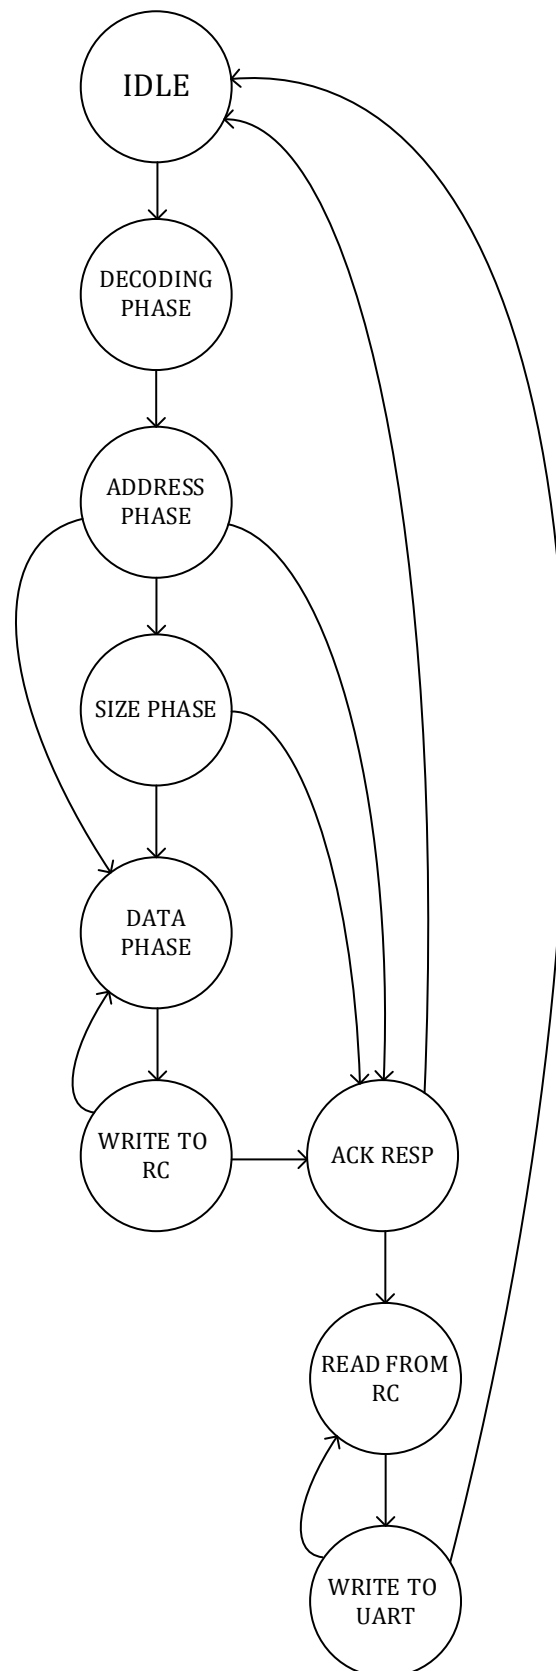 IDLE
DECODING
PHASE
ADDRESS
PHASE
SIZE PHASE
DATA
PHASE
WRITE TO
RC
ACK RESP
READ FROM
RC
WRITE TO
UART